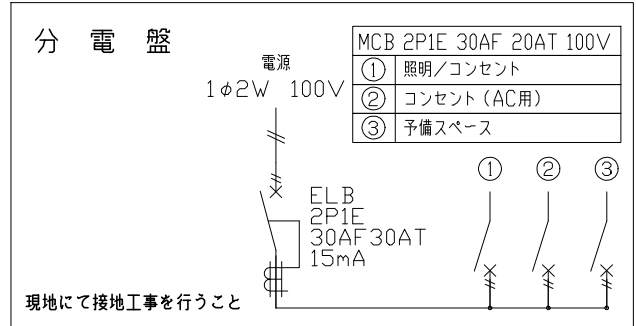 分電盤
電源
1φ2W 100V
MCB 2P1E 30AF 20AT 100V
① 照明/コンセント
② コンセント(AC用)
③ 予備スペース
① ② ③
ELB
2P1E
30AF30AT
15mA
現地にて接地工事を行うこと